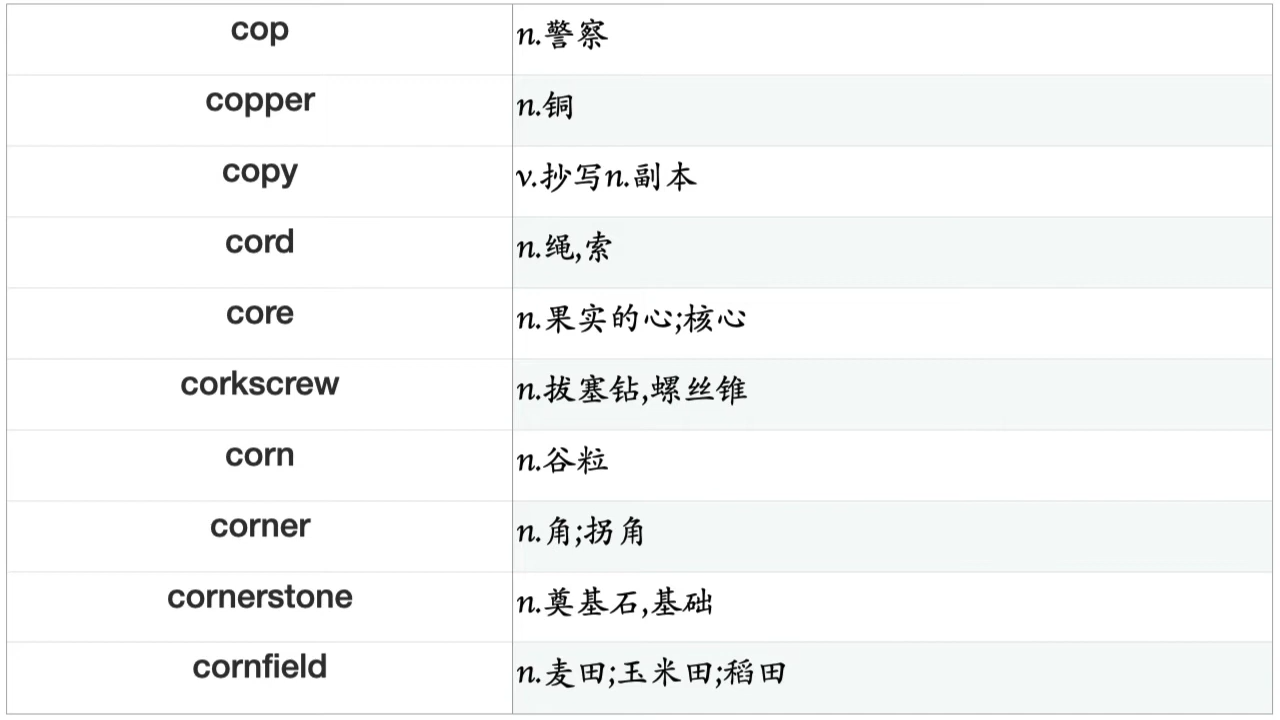 cop n.警察
copper n.铜
copy v.抄写n.副本
cord n.绳,索
core n.果实的心;核心
corkscrew n.拔塞钻,螺丝锥
corn n.谷粒
corner n.角;拐角
cornerstone n.奠基石,基础
cornfield n.麦田;玉米田;稻田